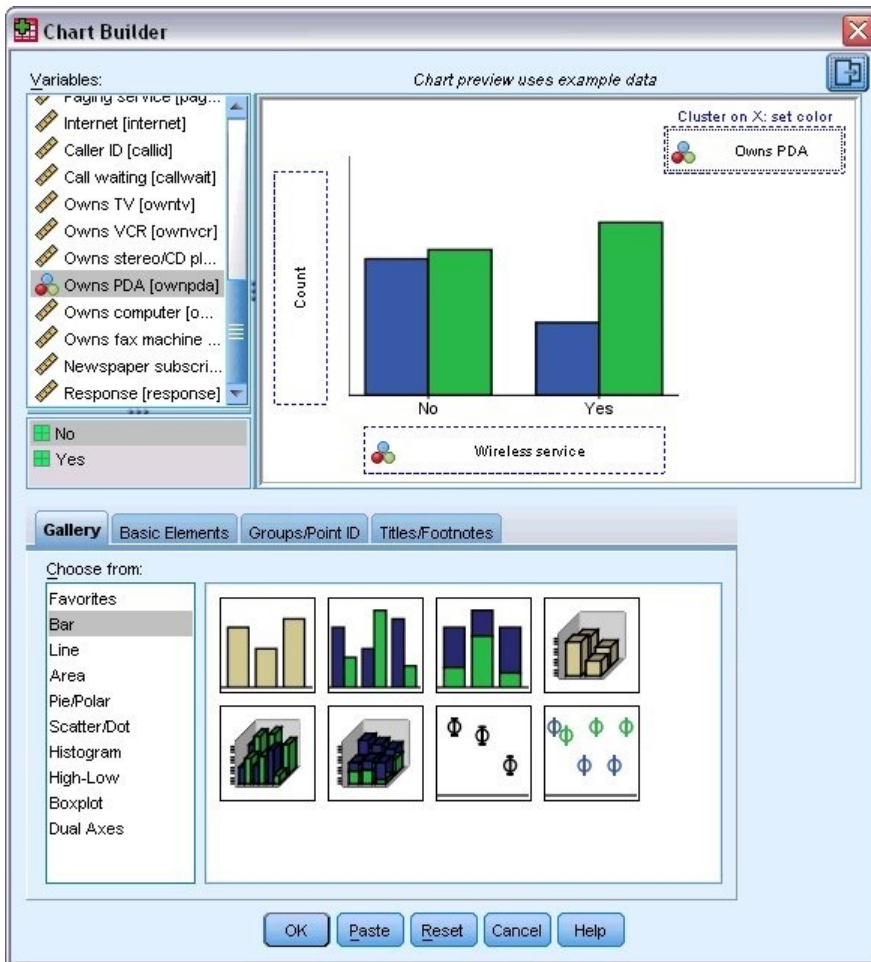 Chart Builder
Variables:
Chart preview uses example data
Paging service [pag...
Internet [internet]
Caller ID [callid]
Call waiting [callwait]
Owns TV [owntv]
Owns VCR [ownvcr]
Owns stereo/CD pl...
Owns PDA [ownpda]
Owns computer [o...
Owns fax machine ...
Newspaper subscri...
Response [response]
No
Yes
Cluster on X: set color
Owns PDA
Count
No Yes
Wireless service
Gallery Basic Elements Groups/Point ID Titles/Footnotes
Choose from:
Favorites
Bar
Line
Area
Pie/Polar
Scatter/Dot
Histogram
High-Low
Boxplot
Dual Axes
OK Paste Reset Cancel Help